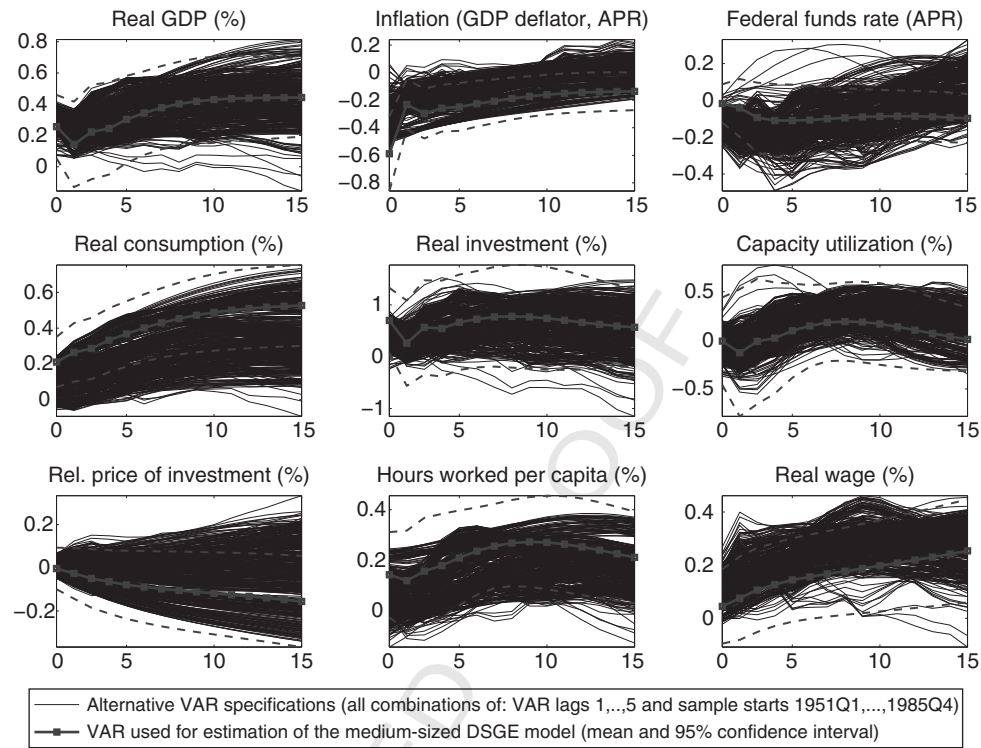 Real GDP (%)
Inflation (GDP deflator, APR)
Federal funds rate (APR)
0.8
0.6
0.4
0.2
0
0 5 10 15
0.2
0
−0.2
−0.4
−0.6
−0.8
0 5 10 15
0.2
0
−0.2
−0.4
0 5 10 15
Real consumption (%)
Real investment (%)
Capacity utilization (%)
0.6
0.4
0.2
0
0 5 10 15
1
0
−1
0 5 10 15
0.5
0
−0.5
0 5 10 15
Rel. price of investment (%)
Hours worked per capita (%)
Real wage (%)
0.2
0
−0.2
0 5 10 15
0.4
0.2
0
0 5 10 15
0.4
0.2
0
0 5 10 15
Alternative VAR specifications (all combinations of: VAR lags 1,..,5 and sample starts 1951Q1,...,1985Q4)
VAR used for estimation of the medium-sized DSGE model (mean and 95% confidence interval)